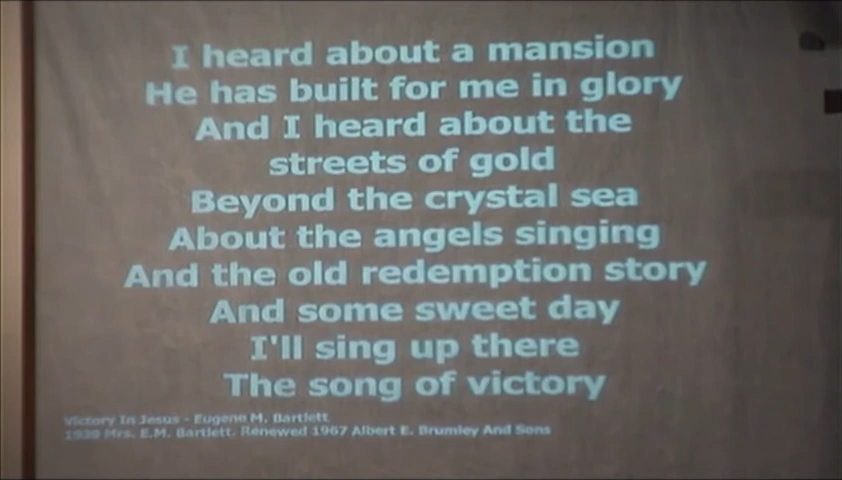 I heard about a mansion
He has built for me in glory
And I heard about the
streets of gold
Beyond the crystal sea
About the angels singing
And the old redemption story
And some sweet day
I'll sing up there
The song of victory
Victory In Jesus - Eugene M. Bartlett
1939 Mrs. E.M. Bartlett. Renewed 1967 Albert E. Brumley And Sons